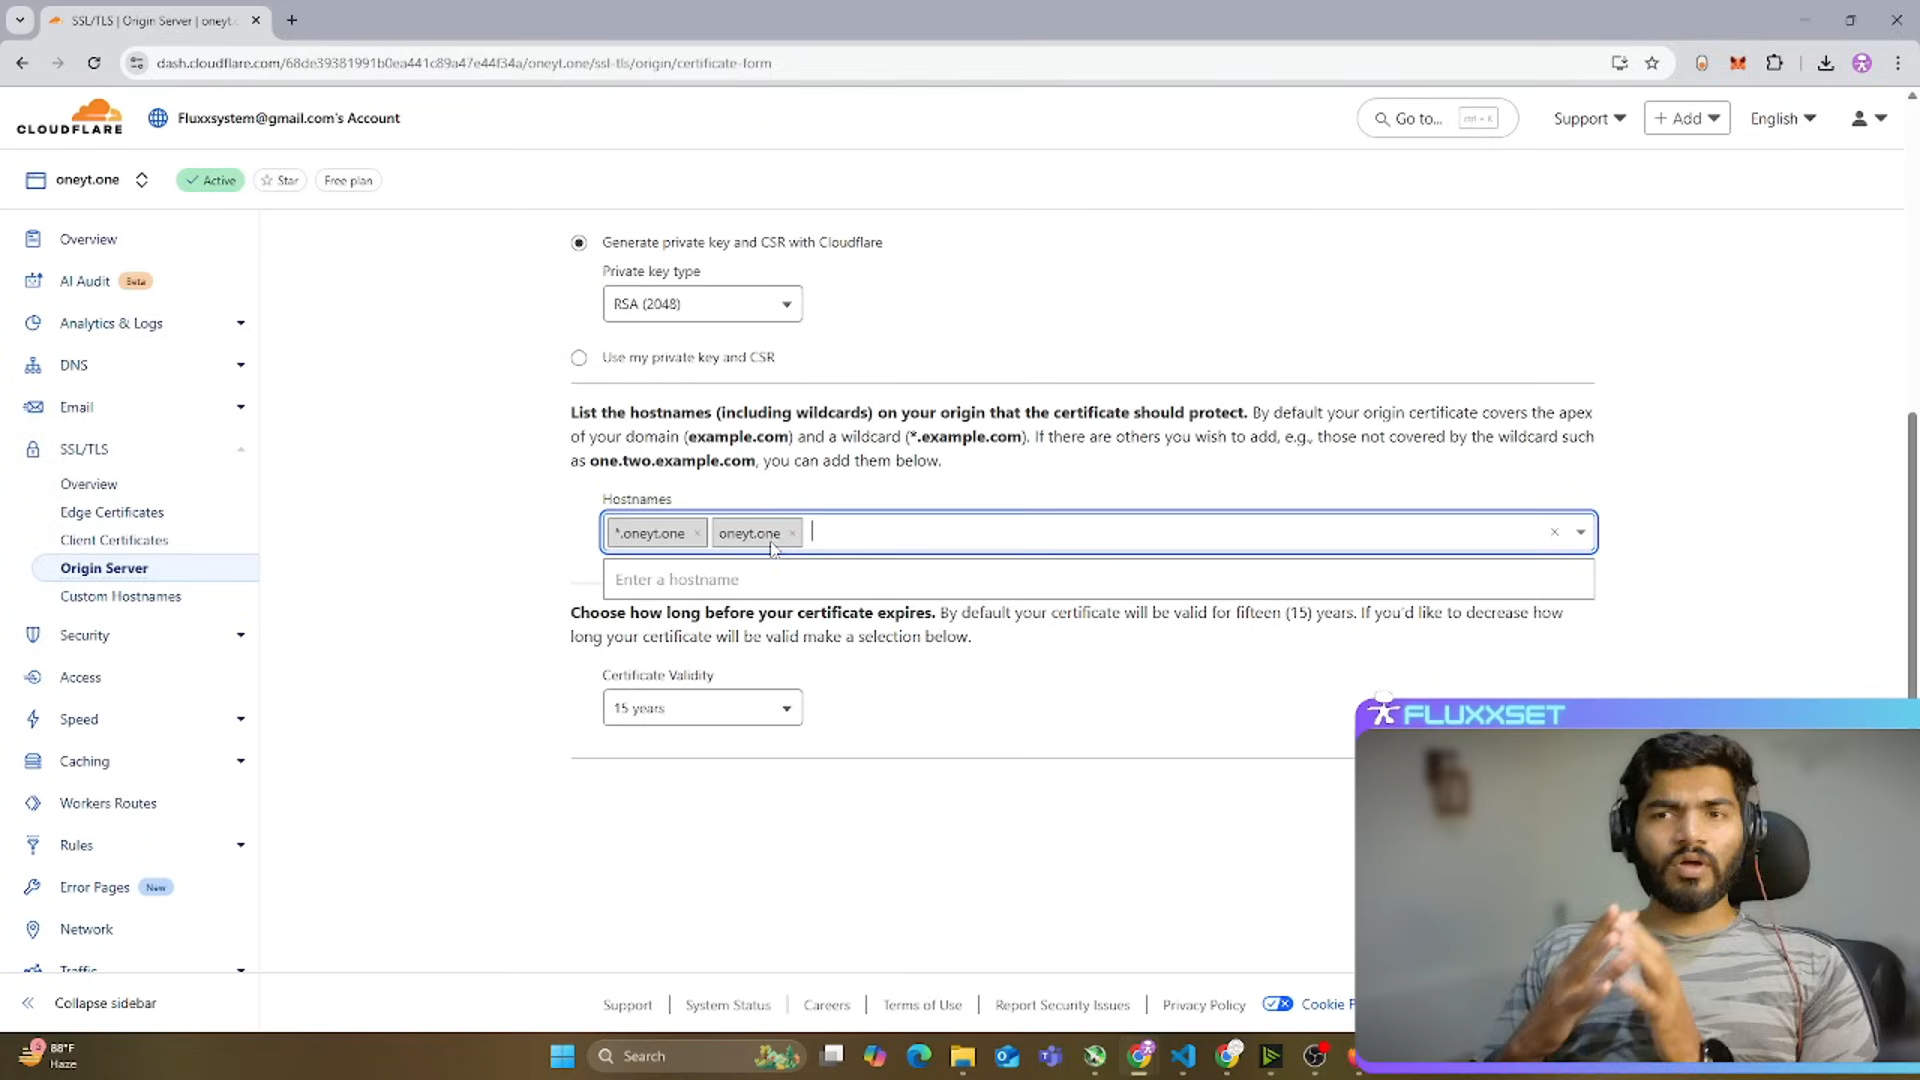 SSL/TLS | Origin Server | oneyt.
dash.cloudflare.com/68de39381991b0ea441c89a47e44f34a/oneyt.one/ssl-tls/origin/certificate-form
CLOUDFLARE
Fluxxsystem@gmail.com's Account
Go to...
ctrl + K
Support
+ Add
English
oneyt.one
Active
Star
Free plan
Overview
AI Audit
Beta
Analytics & Logs
DNS
Email
SSL/TLS
Overview
Edge Certificates
Client Certificates
Origin Server
Custom Hostnames
Security
Access
Speed
Caching
Workers Routes
Rules
Error Pages
New
Network
Traffic
Collapse sidebar
Generate private key and CSR with Cloudflare
Private key type
RSA (2048)
Use my private key and CSR
List the hostnames (including wildcards) on your origin that the certificate should protect. By default your origin certificate covers the apex
of your domain (example.com) and a wildcard (*.example.com). If there are others you wish to add, e.g., those not covered by the wildcard such
as one.two.example.com, you can add them below.
Hostnames
*.oneyt.one
oneyt.one
Enter a hostname
Choose how long before your certificate expires. By default your certificate will be valid for fifteen (15) years. If you'd like to decrease how
long your certificate will be valid make a selection below.
Certificate Validity
15 years
FLUXXSET
Support
System Status
Careers
Terms of Use
Report Security Issues
Privacy Policy
Cookie P
88°F
Haze
Search